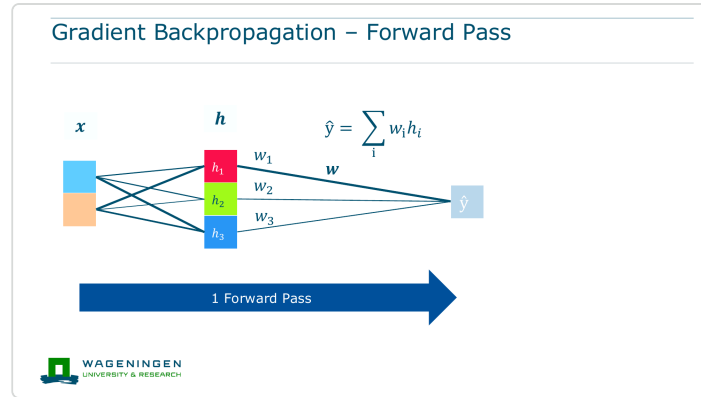 Gradient Backpropagation – Forward Pass
x
h
ŷ = ∑ᵢ wᵢhᵢ
h₁
w₁
w
h₂
w₂
h₃
w₃
ŷ
1 Forward Pass
WAGENINGEN
UNIVERSITY & RESEARCH